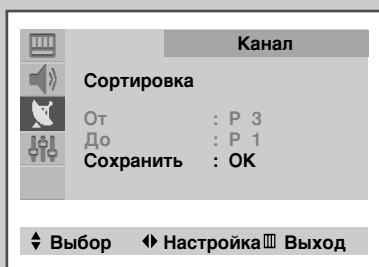 Канал
Сортировка
От : P 3
До : P 1
Сохранить : OK
Выбор Настройка Выход